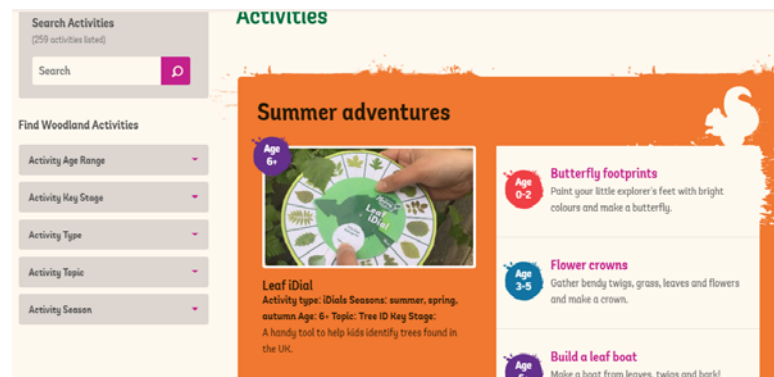 Activities
Search Activities
(259 activities listed)
Search
Find Woodland Activities
Activity Age Range
Activity Key Stage
Activity Type
Activity Topic
Activity Season
Summer adventures
Age
6+
Leaf
iDial
Leaf iDial
Activity type: iDials Seasons: summer, spring,
autumn Age: 6+ Topic: Tree ID Key Stage:
A handy tool to help kids identify trees found in
the UK.
Age
0-2
Butterfly footprints
Paint your little explorer's feet with bright
colours and make a butterfly.
Age
3-5
Flower crowns
Gather bendy twigs, grass, leaves and flowers
and make a crown.
Age
Build a leaf boat
Make a boat from leaves, twigs and bark!